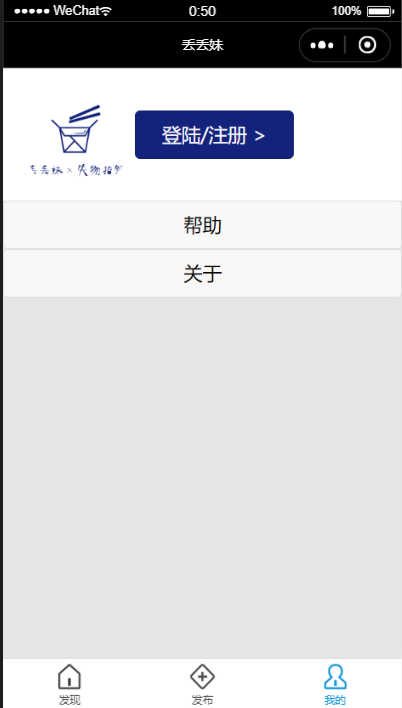 WeChat
0:50
100%
丢丢妹
丢丢妹 × 失物招领
登陆/注册 >
帮助
关于
发现
发布
我的